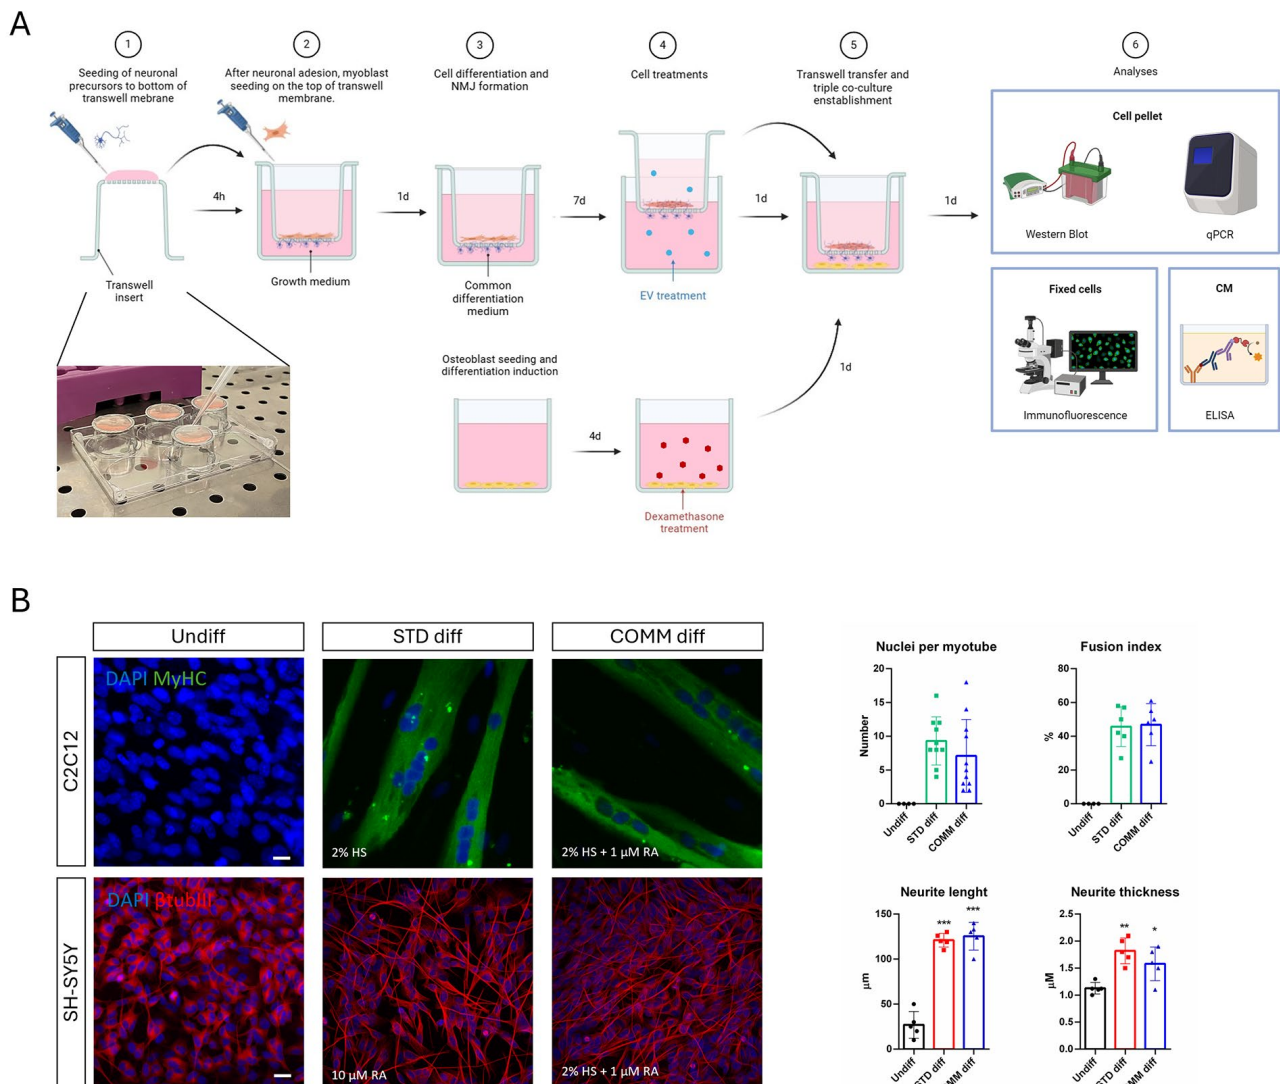 A
1
2
3
4
5
6
Seeding of neuronal
precursors to bottom of
transwell mebrane
After neuronal adesion, myoblast
seeding on the top of transwell
membrane.
Cell differentiation and
NMJ formation
Cell treatments
Transwell transfer and
triple co-culture
enstablishment
Analyses
4h
1d
7d
1d
1d
Transwell
insert
Growth medium
Common
differentiation
medium
EV treatment
Cell pellet
Western Blot
qPCR
Fixed cells
Immunofluorescence
CM
ELISA
Osteoblast seeding and
differentiation induction
4d
1d
Dexamethasone
treatment
B
Undiff
STD diff
COMM diff
C2C12
DAPI MyHC
2% HS
2% HS + 1 µM RA
SH-SY5Y
DAPI βtubIII
10 µM RA
2% HS + 1 µM RA
Nuclei per myotube
Number
20
15
10
5
0
Undiff
STD diff
COMM diff
Fusion index
%
80
60
40
20
0
Undiff
STD diff
COMM diff
Neurite lenght
µm
150
100
50
0
***
***
Undiff
STD diff
COMM diff
Neurite thickness
µM
2.5
2.0
1.5
1.0
0.5
0.0
**
*
Undiff